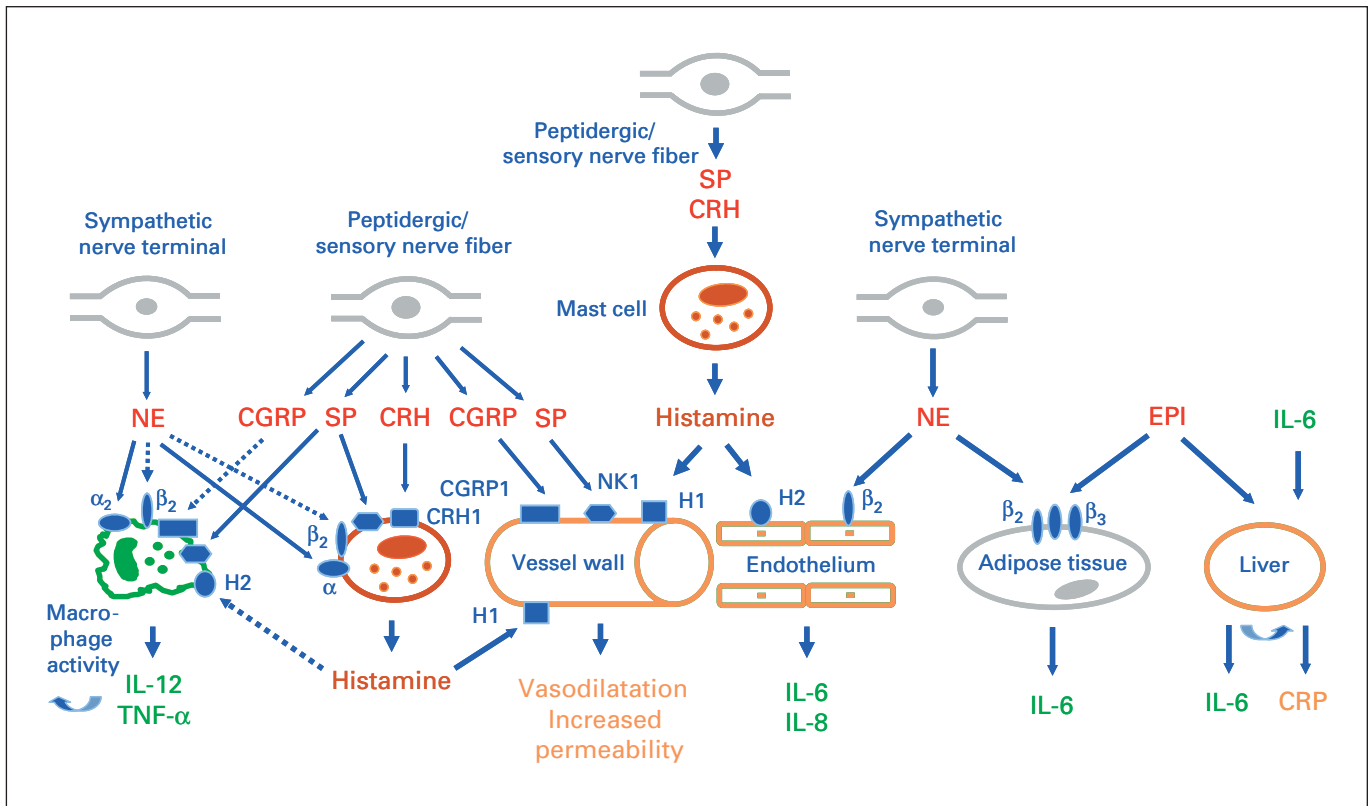 Peptidergic/
sensory nerve fiber
SP
CRH
Sympathetic
nerve terminal
Peptidergic/
sensory nerve fiber
Sympathetic
nerve terminal
Mast cell
NE
CGRP
SP
CRH
CGRP
SP
Histamine
NE
EPI
IL-6
α2
β2
β2
α
CGRP1
CRH1
NK1
H1
H2
β2
β2
β3
H2
Vessel wall
Endothelium
Adipose tissue
Liver
H1
Macro-
phage
activity
IL-12
TNF-α
Histamine
Vasodilatation
Increased
permeability
IL-6
IL-8
IL-6
IL-6
CRP